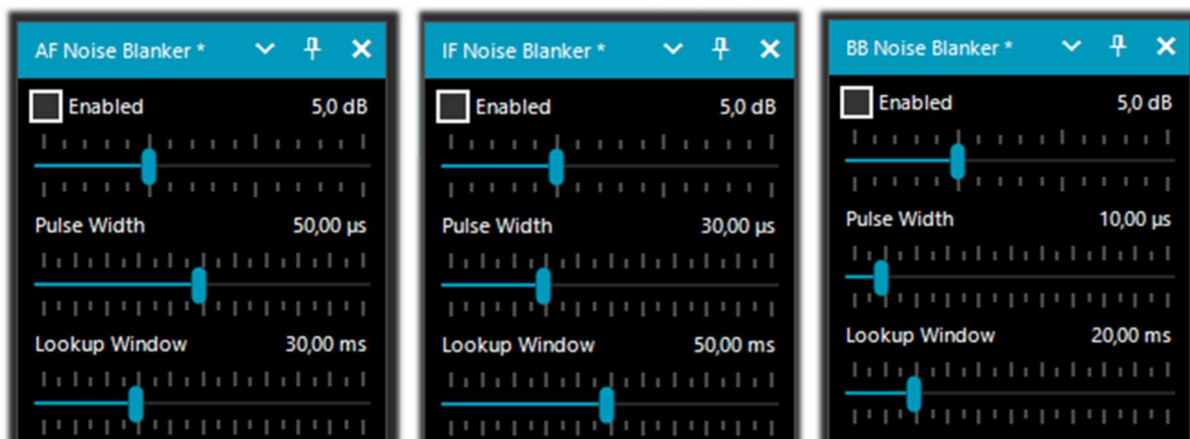 AF Noise Blanker *
Enabled 5,0 dB
Pulse Width 50,00 µs
Lookup Window 30,00 ms
IF Noise Blanker *
Enabled 5,0 dB
Pulse Width 30,00 µs
Lookup Window 50,00 ms
BB Noise Blanker *
Enabled 5,0 dB
Pulse Width 10,00 µs
Lookup Window 20,00 ms